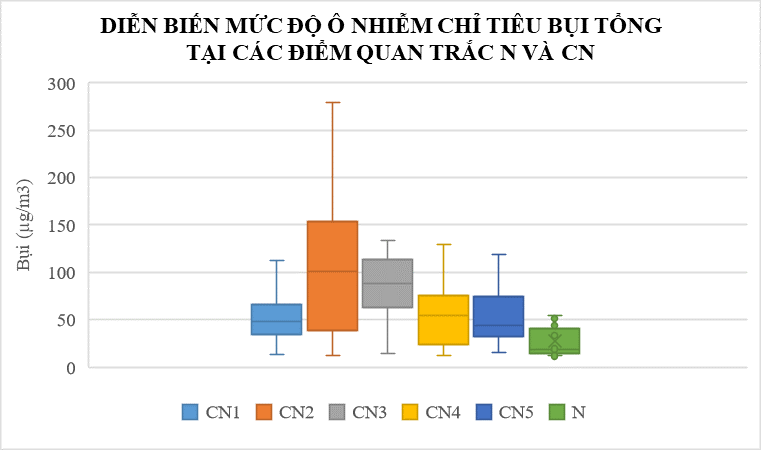 DIỄN BIẾN MỨC ĐỘ Ô NHIỄM CHỈ TIÊU BỤI TỔNG
TẠI CÁC ĐIỂM QUAN TRẮC N VÀ CN
300
250
200
150
100
50
0
Bụi (µg/m3)
CN1 CN2 CN3 CN4 CN5 N